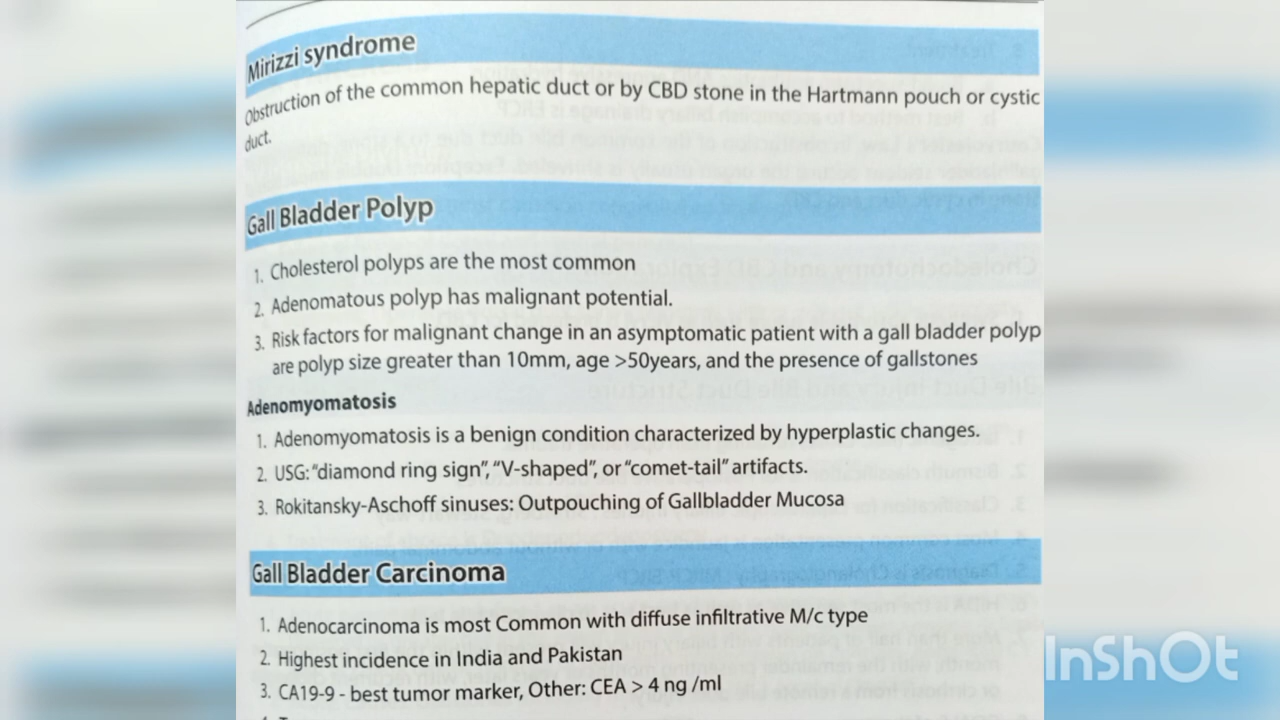 Mirizzi syndrome
Obstruction of the common hepatic duct or by CBD stone in the Hartmann pouch or cystic
duct.
Gall Bladder Polyp
1. Cholesterol polyps are the most common
2. Adenomatous polyp has malignant potential.
3. Risk factors for malignant change in an asymptomatic patient with a gall bladder polyp
are polyp size greater than 10mm, age >50years, and the presence of gallstones
Adenomyomatosis
1. Adenomyomatosis is a benign condition characterized by hyperplastic changes.
2. USG: “diamond ring sign”, “V-shaped”, or “comet-tail” artifacts.
3. Rokitansky-Aschoff sinuses: Outpouching of Gallbladder Mucosa
Gall Bladder Carcinoma
1. Adenocarcinoma is most Common with diffuse infiltrative M/c type
2. Highest incidence in India and Pakistan
3. CA19-9 - best tumor marker, Other: CEA > 4 ng /ml
InShOt